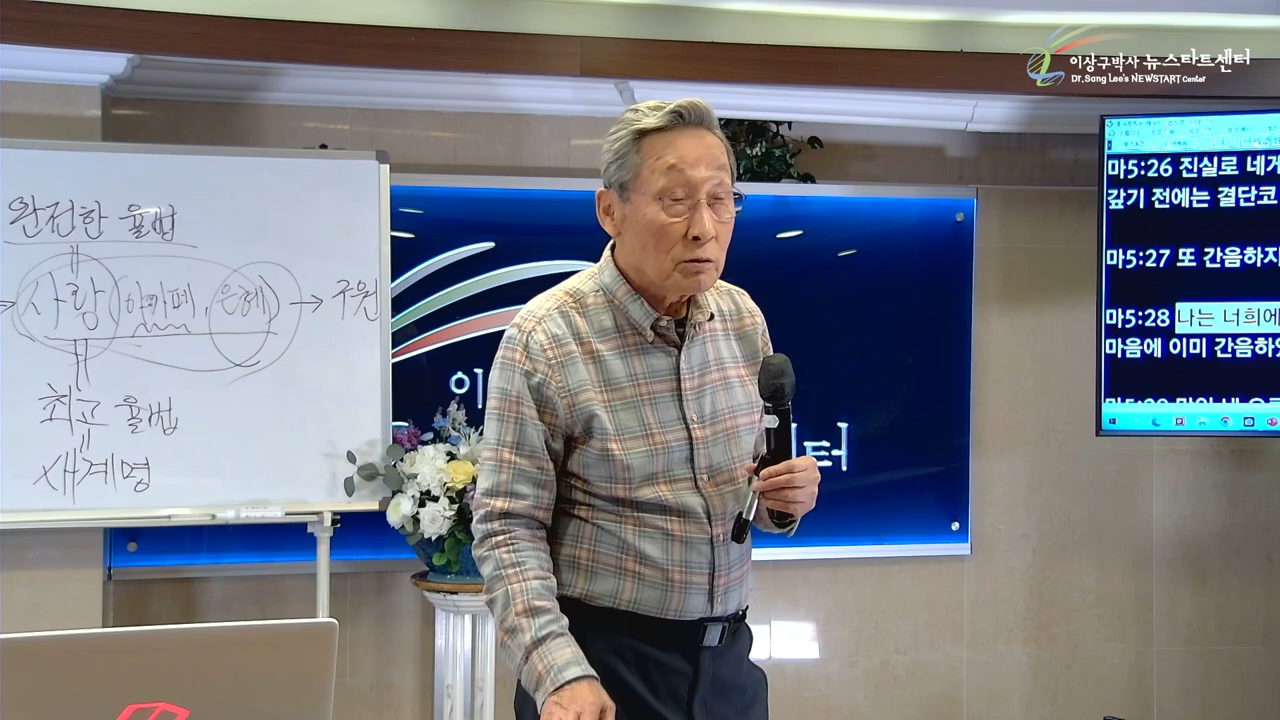 이상구박사 뉴스타트센터
Dr. Sang Lee's NEWSTART Center
완전한 율법
사랑 (아카페, 은혜) → 구원
최고 율법
새계명
이
터
마5:26 진실로 네게
갚기 전에는 결단코
마5:27 또 간음하지
마5:28 나는 너희에
마음에 이미 간음하였